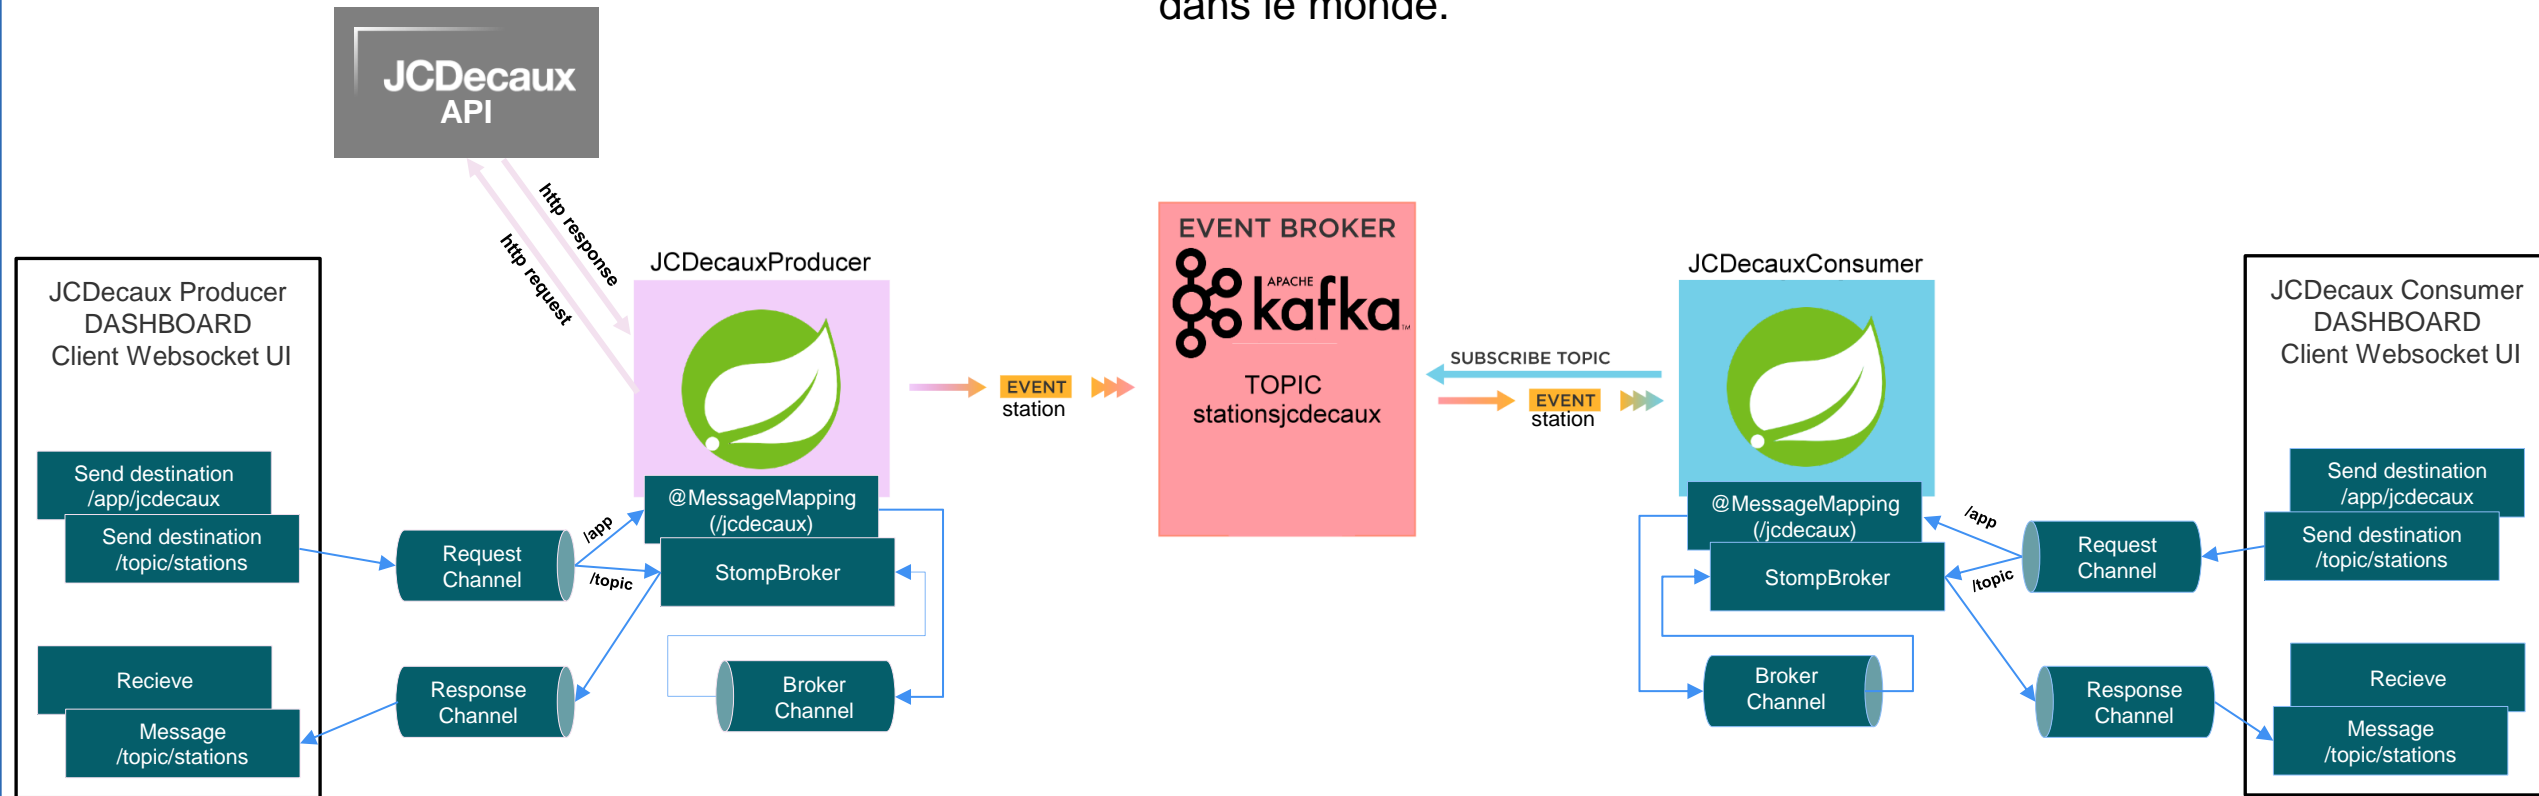 dans le monde.
JCDecaux
API
http response
http request
JCDecaux Producer
DASHBOARD
Client Websocket UI
Send destination
/app/jcdecaux
Send destination
/topic/stations
Recieve
Message
/topic/stations
Request
Channel
Response
Channel
/app
/topic
JCDecauxProducer
@MessageMapping
(/jcdecaux)
StompBroker
Broker
Channel
EVENT
station
EVENT BROKER
APACHE
kafka
TM
TOPIC
stationsjcdecaux
SUBSCRIBE TOPIC
EVENT
station
JCDecauxConsumer
@MessageMapping
(/jcdecaux)
StompBroker
Broker
Channel
/app
/topic
Request
Channel
Response
Channel
JCDecaux Consumer
DASHBOARD
Client Websocket UI
Send destination
/app/jcdecaux
Send destination
/topic/stations
Recieve
Message
/topic/stations